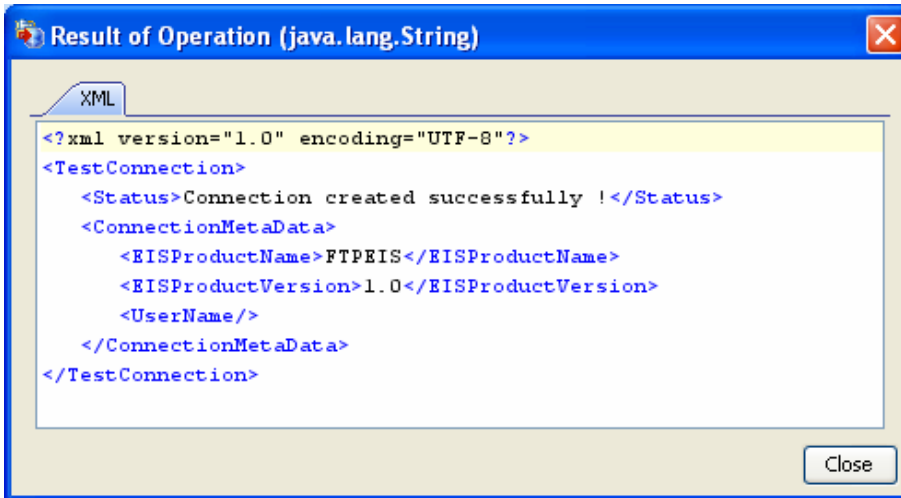 Result of Operation (java.lang.String)
XML
<?xml version="1.0" encoding="UTF-8"?>
<TestConnection>
<Status>Connection created successfully !</Status>
<ConnectionMetaData>
<EISProductName>FTPEIS</EISProductName>
<EISProductVersion>1.0</EISProductVersion>
<UserName/>
</ConnectionMetaData>
</TestConnection>
Close